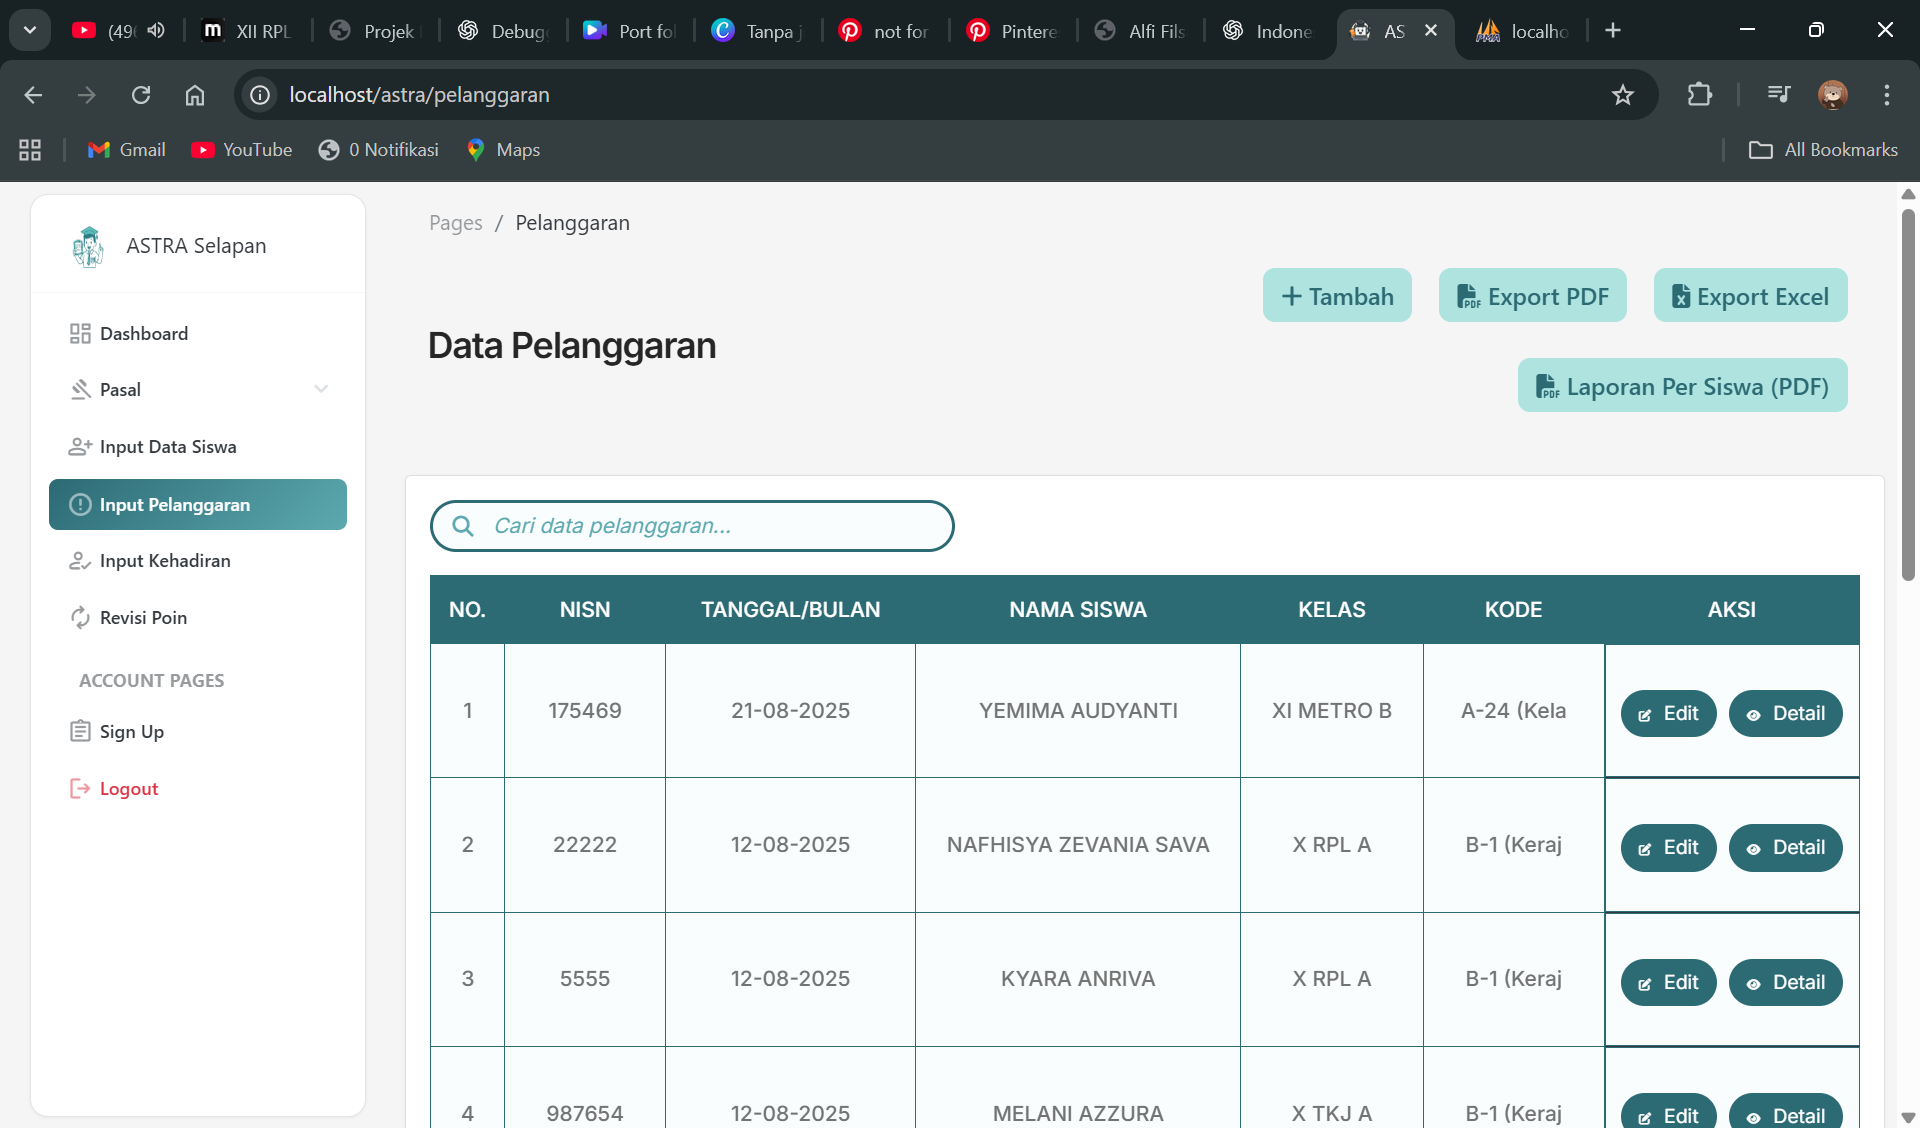 (496
XII RPL
Projek
Debugg
Port fol
Tanpa j
not for
Pintere
Alfi Fils
Indone
AS
localho
localhost/astra/pelanggaran
Gmail
YouTube
0 Notifikasi
Maps
All Bookmarks
ASTRA Selapan
Dashboard
Pasal
Input Data Siswa
Input Pelanggaran
Input Kehadiran
Revisi Poin
ACCOUNT PAGES
Sign Up
Logout
Pages / Pelanggaran
+ Tambah
Export PDF
Export Excel
Data Pelanggaran
Laporan Per Siswa (PDF)
Cari data pelanggaran...
NO. NISN TANGGAL/BULAN NAMA SISWA KELAS KODE AKSI
1 175469 21-08-2025 YEMIMA AUDYANTI XI METRO B A-24 (Kela Edit Detail
2 22222 12-08-2025 NAFHISYA ZEVANIA SAVA X RPL A B-1 (Keraj Edit Detail
3 5555 12-08-2025 KYARA ANRIVA X RPL A B-1 (Keraj Edit Detail
4 987654 12-08-2025 MELANI AZZURA X TKJ A B-1 (Keraj Edit Detail